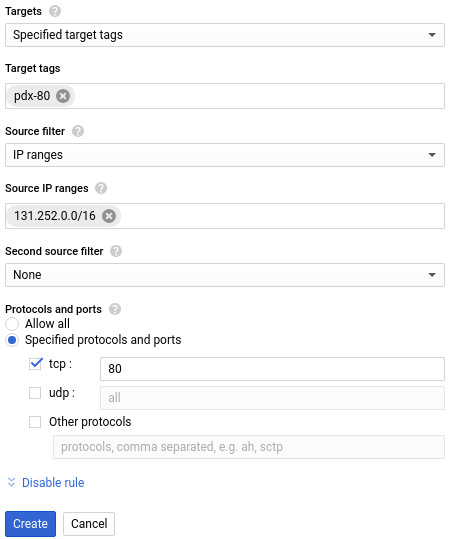 Targets
Specified target tags
Target tags
pdx-80
Source filter
IP ranges
Source IP ranges
131.252.0.0/16
Second source filter
None
Protocols and ports
Allow all
Specified protocols and ports
tcp : 80
udp : all
Other protocols
protocols, comma separated, e.g. ah, sctp
Disable rule
Create Cancel